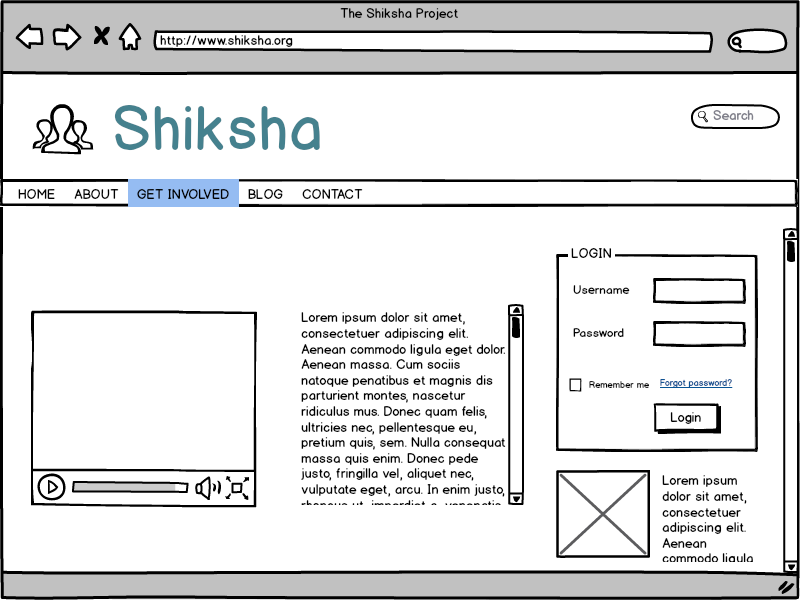 The Shiksha Project
http://www.shiksha.org
Shiksha
Search
HOME ABOUT GET INVOLVED BLOG CONTACT
Lorem ipsum dolor sit amet,
consectetuer adipiscing elit.
Aenean commodo ligula eget dolor.
Aenean massa. Cum sociis
natoque penatibus et magnis dis
parturient montes, nascetur
ridiculus mus. Donec quam felis,
ultricies nec, pellentesque eu,
pretium quis, sem. Nulla consequat
massa quis enim. Donec pede
justo, fringilla vel, aliquet nec,
vulputate eget, arcu. In enim justo,
rhoncus ut, imperdiet a, venenatis
LOGIN
Username
Password
Remember me Forgot password?
Login
Lorem ipsum
dolor sit amet,
consectetuer
adipiscing elit.
Aenean
commodo ligula